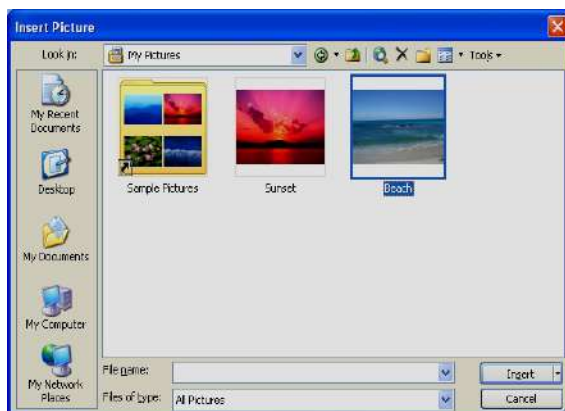 Insert Picture
Look in:
My Pictures
Tools
My Recent
Documents
Desktop
My Documents
My Computer
My Network
Places
Sample Pictures
Sunset
Beach
File name:
Insert
Files of type:
All Pictures
Cancel